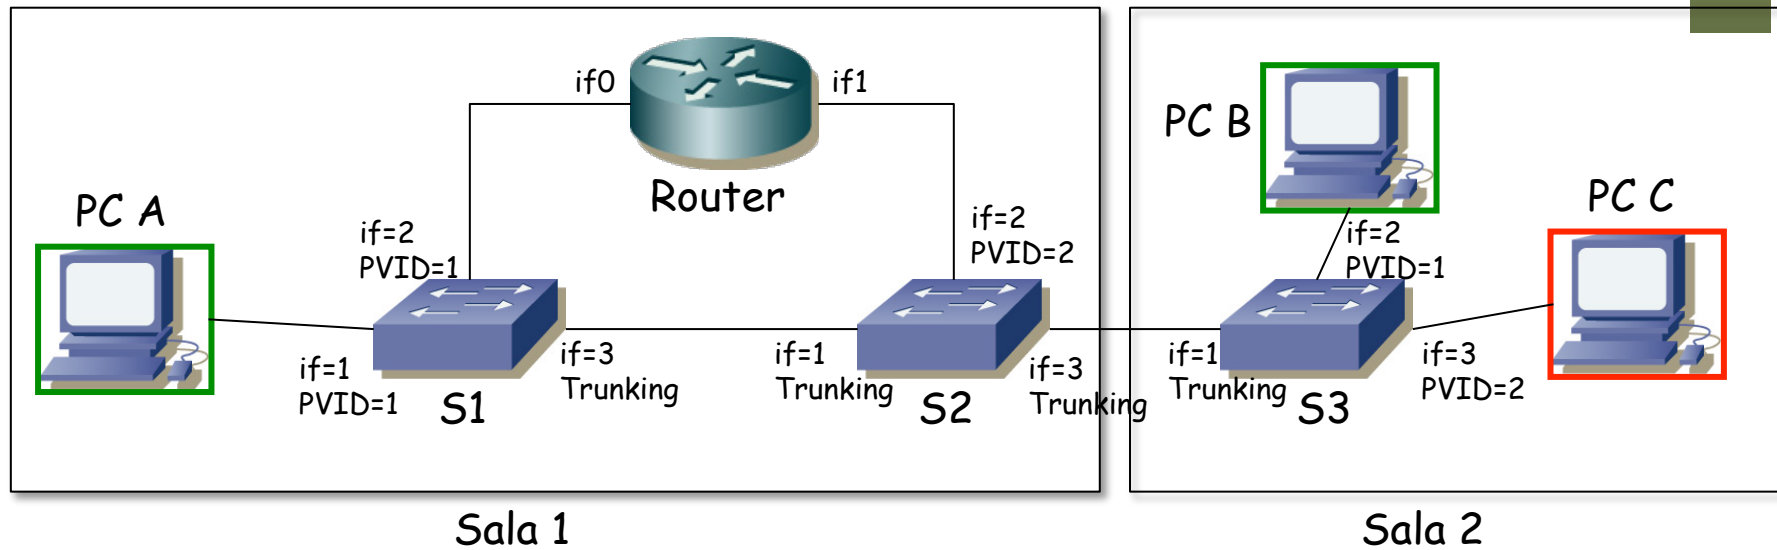 if0
if1
Router
PC A
if=2
PVID=1
if=1
PVID=1
S1
if=3
Trunking
if=2
PVID=2
if=1
Trunking
S2
if=3
Trunking
PC B
PC C
if=2
PVID=1
if=1
Trunking
S3
if=3
PVID=2
Sala 1
Sala 2